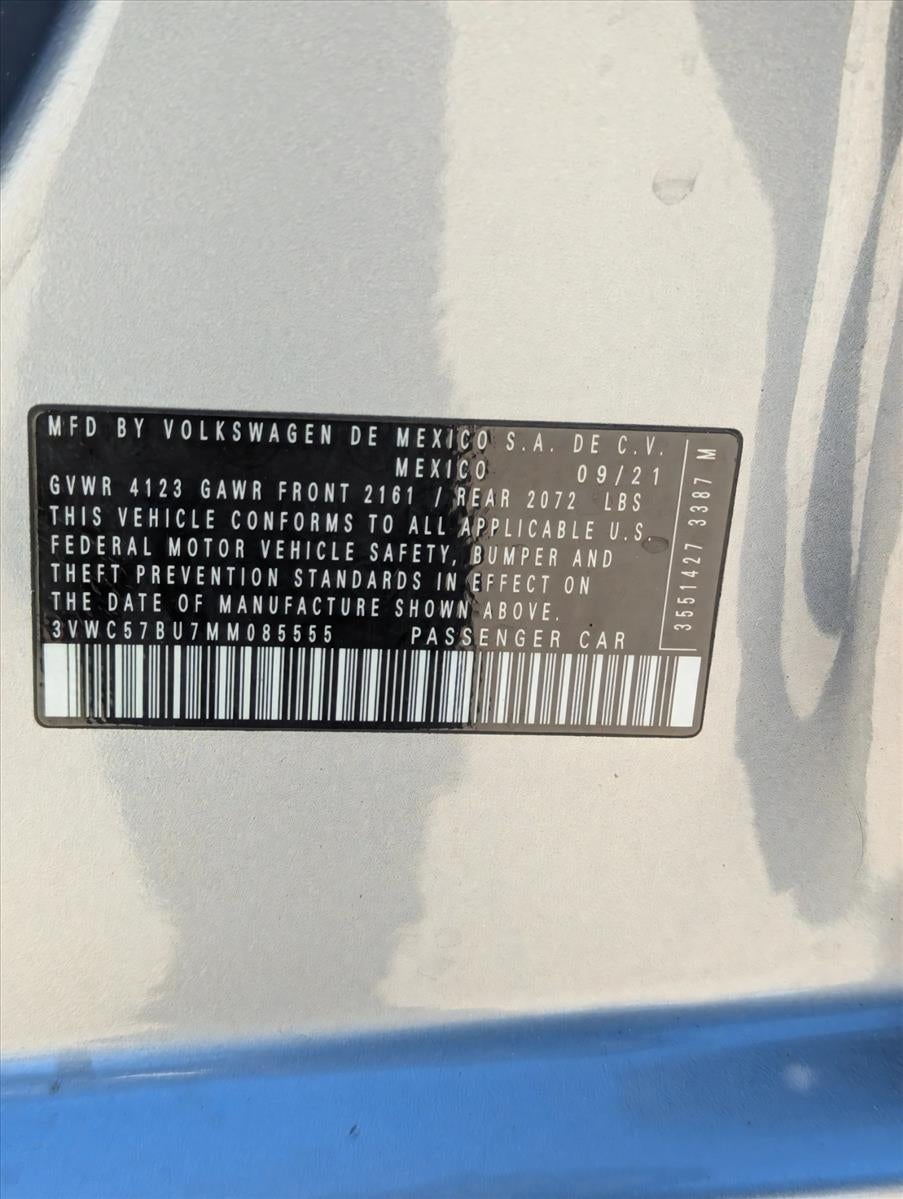 MFD BY VOLKSWAGEN DE MEXICO S.A. DE C.V.
MEXICO 09/21
GVWR 4123 GAWR FRONT 2161 / REAR 2072 LBS
THIS VEHICLE CONFORMS TO ALL APPLICABLE U.S.
FEDERAL MOTOR VEHICLE SAFETY, BUMPER AND
THEFT PREVENTION STANDARDS IN EFFECT ON
THE DATE OF MANUFACTURE SHOWN ABOVE.
3VWC57BU7MM085555 PASSENGER CAR
3551427 3387 M